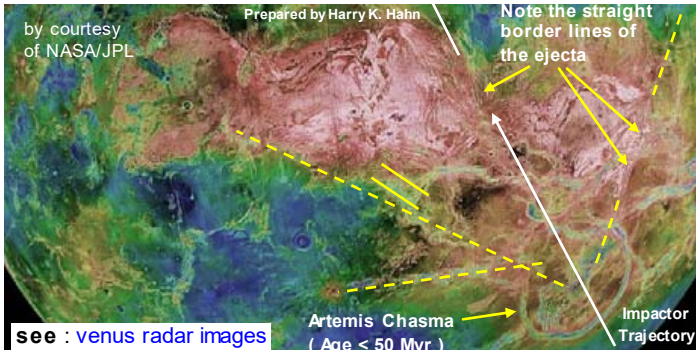 by courtesy
of NASA/JPL
Prepared by Harry K. Hahn
Note the straight
border lines of
the ejecta
see : venus radar images
Artemis Chasma
( Age < 50 Myr )
Impactor
Trajectory